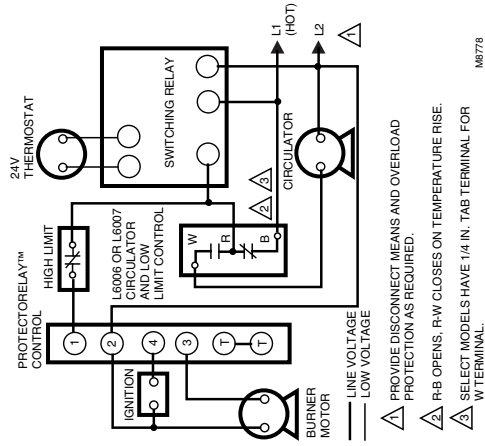 24V
THERMOSTAT
SWITCHING RELAY
L1
(HOT)
L2
1
PROTECTORELAY™
CONTROL
HIGH LIMIT
L6006 OR L6007
CIRCULATOR
AND LOW
LIMIT CONTROL
2
3
CIRCULATOR
W
R
B
1
2
4
3
T
T
IGNITION
BURNER
MOTOR
LINE VOLTAGE
LOW VOLTAGE
1 PROVIDE DISCONNECT MEANS AND OVERLOAD
PROTECTION AS REQUIRED.
2 R-B OPENS, R-W CLOSES ON TEMPERATURE RISE.
3 SELECT MODELS HAVE 1/4 IN. TAB TERMINAL FOR
W TERMINAL.
M8778